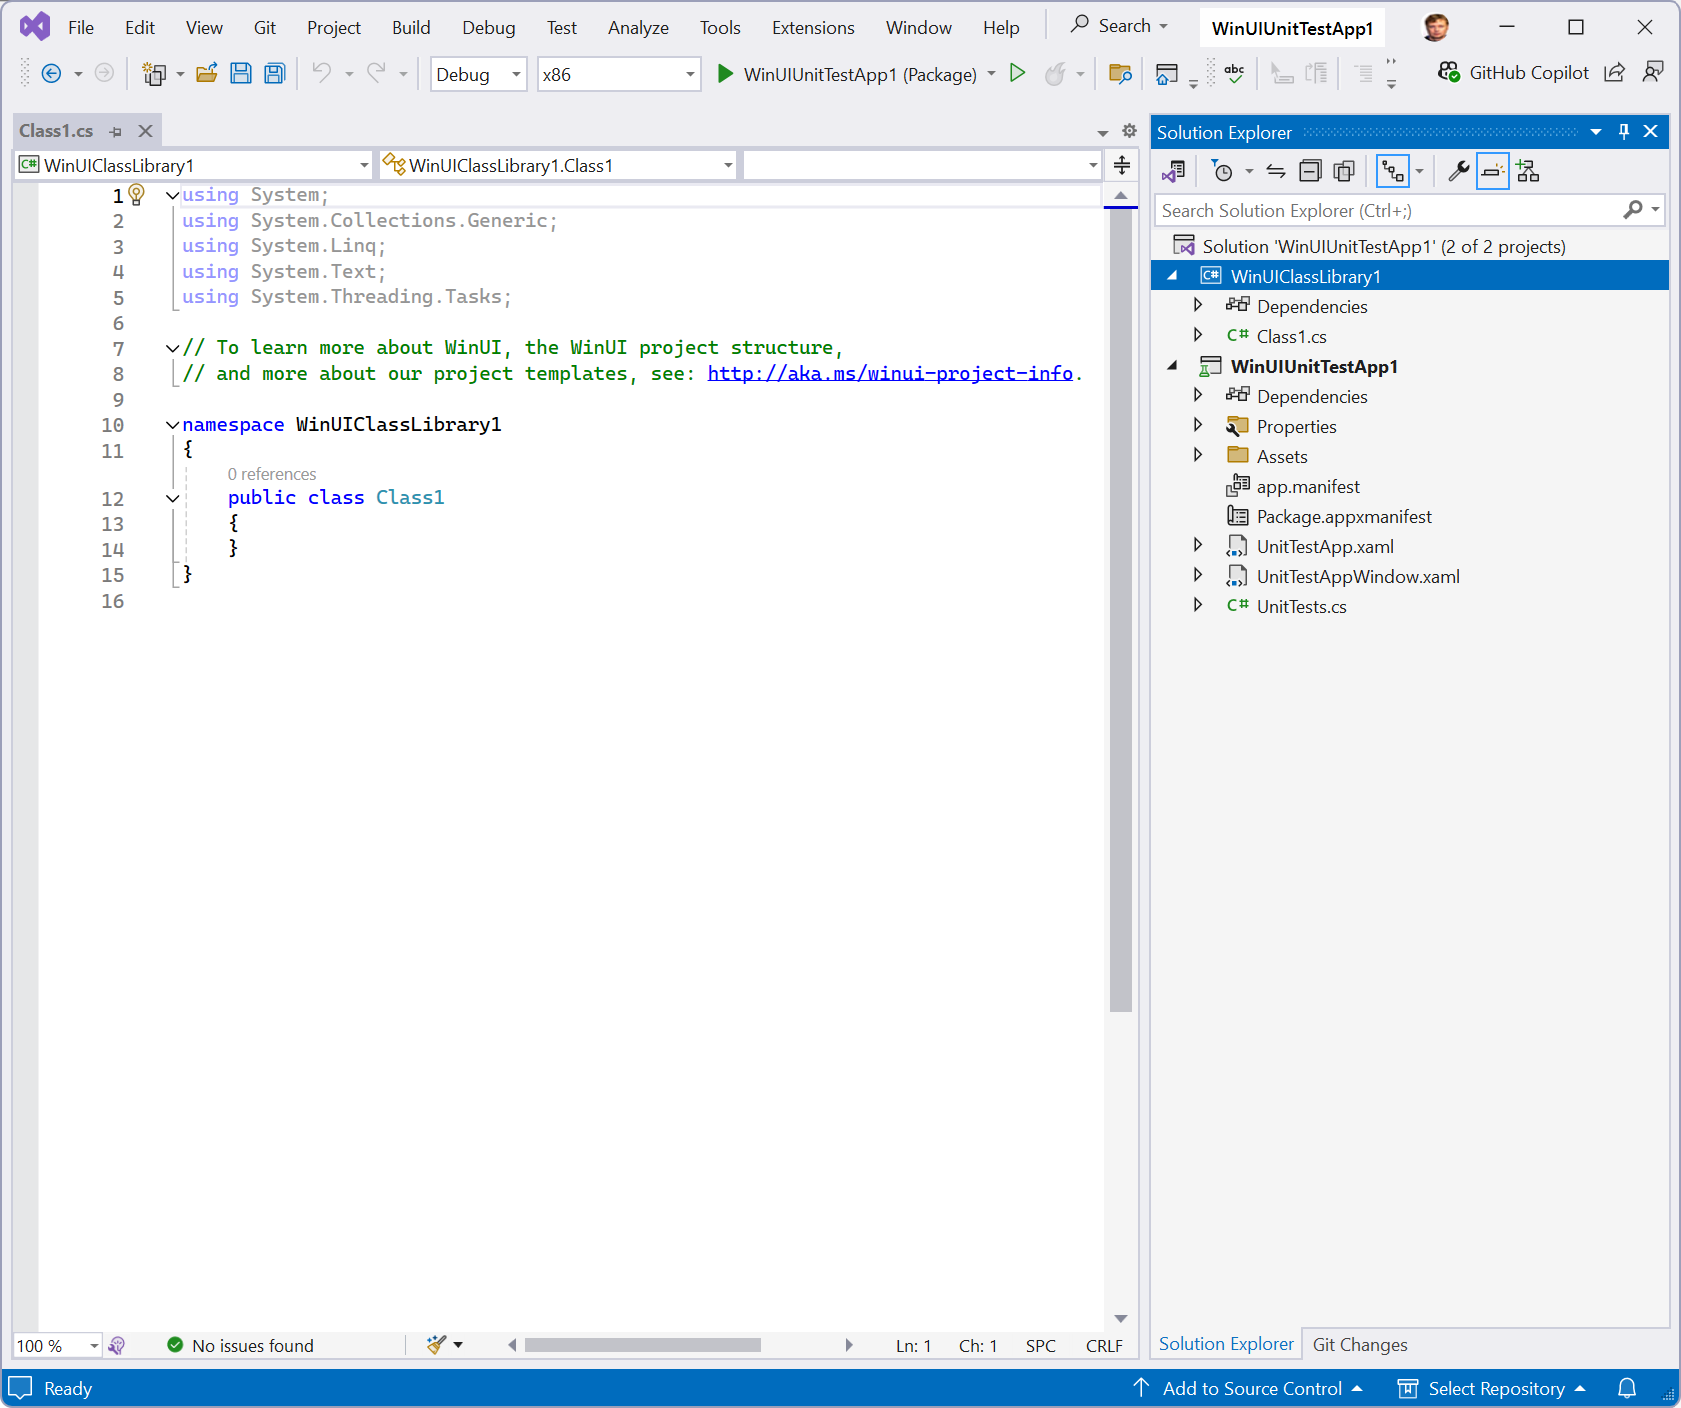 File Edit View Git Project Build Debug Test Analyze Tools Extensions Window Help Search WinUIUnitTestApp1
Debug x86 WinUIUnitTestApp1 (Package) abc GitHub Copilot
Class1.cs
WinUIClassLibrary1 WinUIClassLibrary1.Class1
1 using System;
2 using System.Collections.Generic;
3 using System.Linq;
4 using System.Text;
5 using System.Threading.Tasks;
6
7 // To learn more about WinUI, the WinUI project structure,
8 // and more about our project templates, see: http://aka.ms/winui-project-info.
9
10 namespace WinUIClassLibrary1
11 {
0 references
12 public class Class1
13 {
14 }
15 }
16
100 % No issues found Ln: 1 Ch: 1 SPC CRLF
Solution Explorer
Search Solution Explorer (Ctrl+;)
Solution 'WinUIUnitTestApp1' (2 of 2 projects)
C# WinUIClassLibrary1
Dependencies
C# Class1.cs
WinUIUnitTestApp1
Dependencies
Properties
Assets
app.manifest
Package.appxmanifest
UnitTestApp.xaml
UnitTestAppWindow.xaml
C# UnitTests.cs
Solution Explorer Git Changes
Ready Add to Source Control Select Repository